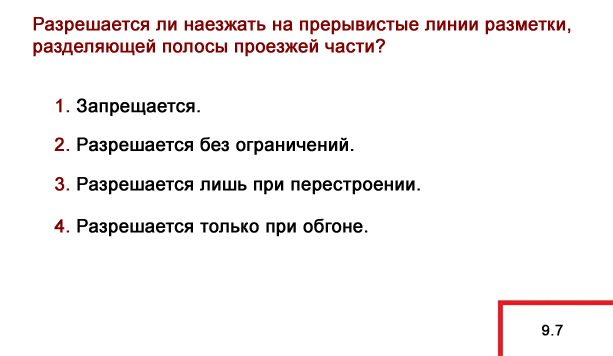 Разрешается ли наезжать на прерывистые линии разметки,
разделяющей полосы проезжей части?
1. Запрещается.
2. Разрешается без ограничений.
3. Разрешается лишь при перестроении.
4. Разрешается только при обгоне.
9.7